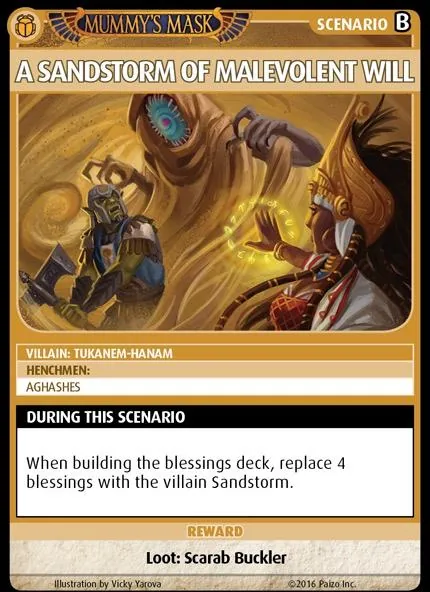 MUMMY'S MASK
SCENARIO B
A SANDSTORM OF MALEVOLENT WILL
VILLAIN: TUKANEM-HANAM
HENCHMEN:
AGHASHES
DURING THIS SCENARIO
When building the blessings deck, replace 4
blessings with the villain Sandstorm.
REWARD
Loot: Scarab Buckler
Illustration by Vicky Yarova
©2016 Paizo Inc.